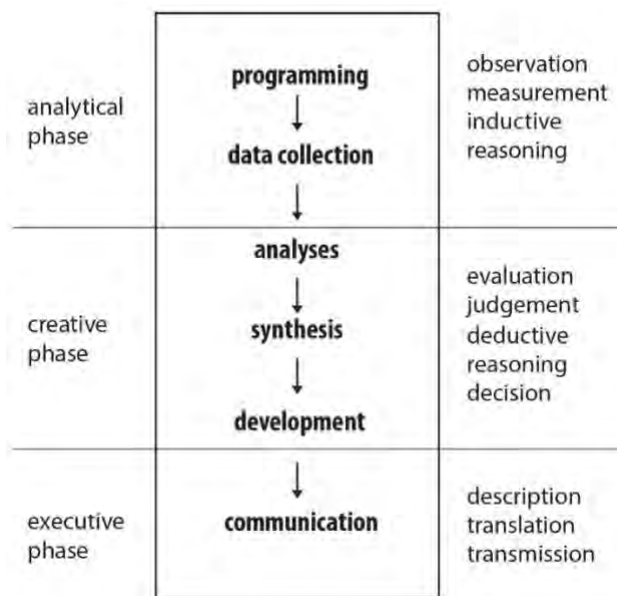 programming
data collection
analytical
phase
observation
measurement
inductive
reasoning
analyses
synthesis
development
creative
phase
evaluation
judgement
deductive
reasoning
decision
communication
executive
phase
description
translation
transmission